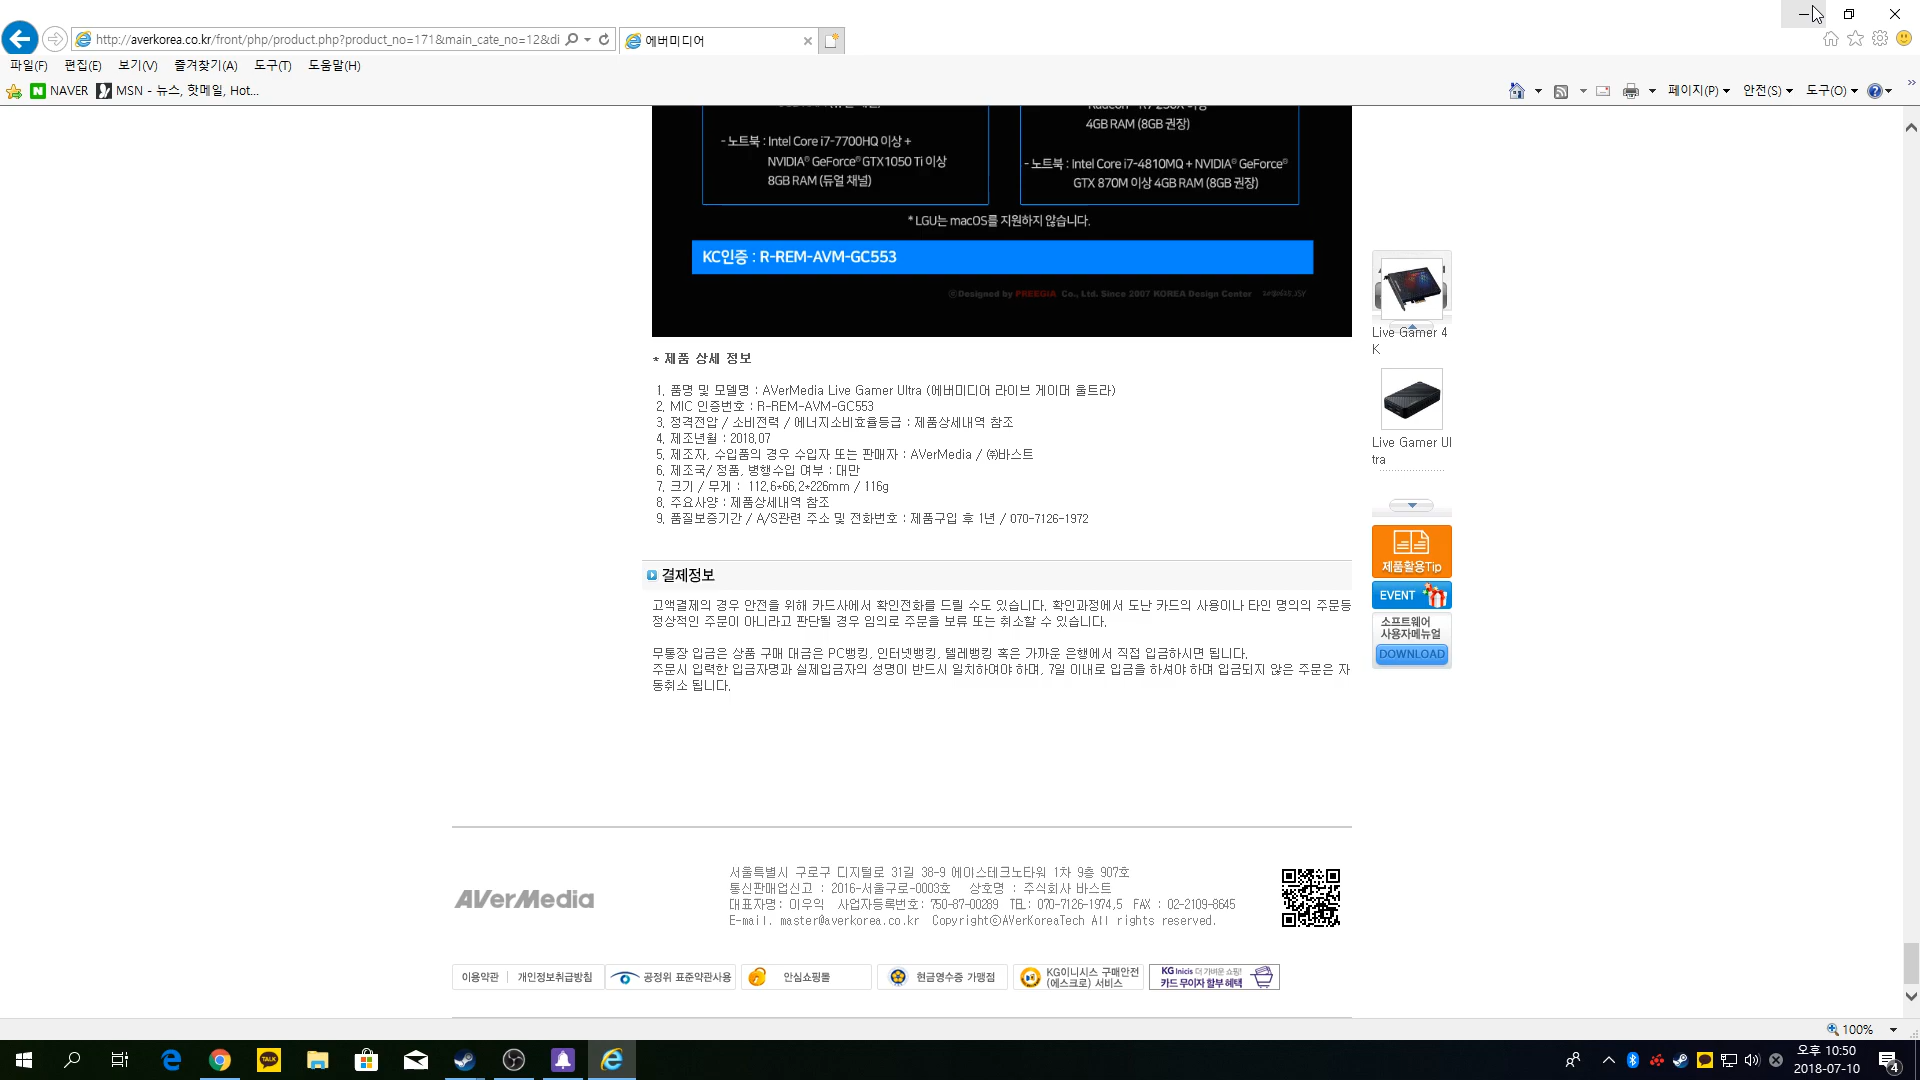 http://averkorea.co.kr/front/php/product.php?product_no=171&main_cate_no=12&di
에버미디어
파일(F) 편집(E) 보기(V) 즐겨찾기(A) 도구(T) 도움말(H)
NAVER MSN - 뉴스, 핫메일, Hot...
페이지(P) 안전(S) 도구(O)
- 노트북 : Intel Core i7-7700HQ 이상 +
NVIDIA® GeForce® GTX1050 Ti 이상
8GB RAM (듀얼 채널)
4GB RAM (8GB 권장)
- 노트북 : Intel Core i7-4810MQ + NVIDIA® GeForce®
GTX 870M 이상 4GB RAM (8GB 권장)
* LGU는 macOS를 지원하지 않습니다.
KC인증 : R-REM-AVM-GC553
ⓒDesigned by FREEGIA Co., Ltd. Since 2007 KOREA Design Center
* 제품 상세 정보
1. 품명 및 모델명 : AVerMedia Live Gamer Ultra (에버미디어 라이브 게이머 울트라)
2. MIC 인증번호 : R-REM-AVM-GC553
3. 정격전압 / 소비전력 / 에너지소비효율등급 : 제품상세내역 참조
4. 제조년월 : 2018.07
5. 제조자, 수입품의 경우 수입자 또는 판매자 : AVerMedia / ㈜바스트
6. 제조국/ 정품, 병행수입 여부 : 대만
7. 크기 / 무게 : 112.6*66.2*226mm / 116g
8. 주요사양 : 제품상세내역 참조
9. 품질보증기간 / A/S관련 주소 및 전화번호 : 제품구입 후 1년 / 070-7126-1972
결제정보
고액결제의 경우 안전을 위해 카드사에서 확인전화를 드릴 수도 있습니다. 확인과정에서 도난 카드의 사용이나 타인 명의의 주문등
정상적인 주문이 아니라고 판단될 경우 임의로 주문을 보류 또는 취소할 수 있습니다.
무통장 입금은 상품 구매 대금은 PC뱅킹, 인터넷뱅킹, 텔레뱅킹 혹은 가까운 은행에서 직접 입금하시면 됩니다.
주문시 입력한 입금자명과 실제입금자의 성명이 반드시 일치하여야 하며, 7일 이내로 입금을 하셔야 하며 입금되지 않은 주문은 자
동취소 됩니다.
Live Gamer 4
K
Live Gamer Ul
tra
제품활용Tip
EVENT
소프트웨어
사용자메뉴얼
DOWNLOAD
AVerMedia
서울특별시 구로구 디지털로 31길 38-9 에이스테크노타워 1차 9층 907호
통신판매업신고 : 2016-서울구로-0003호 상호명 : 주식회사 바스트
대표자명: 이우익 사업자등록번호: 750-87-00289 TEL: 070-7126-1974,5 FAX : 02-2109-8645
E-mail. master@averkorea.co.kr CopyrightⓒAVerKoreaTech All rights reserved.
이용약관 개인정보취급방침 공정위 표준약관사용 안심쇼핑몰 현금영수증 가맹점
KG이니시스 구매안전
(에스크로) 서비스
KG Inicis 더 가벼운 쇼핑!
카드 무이자 할부 혜택
100%
TALK
오후 10:50
2018-07-10
4